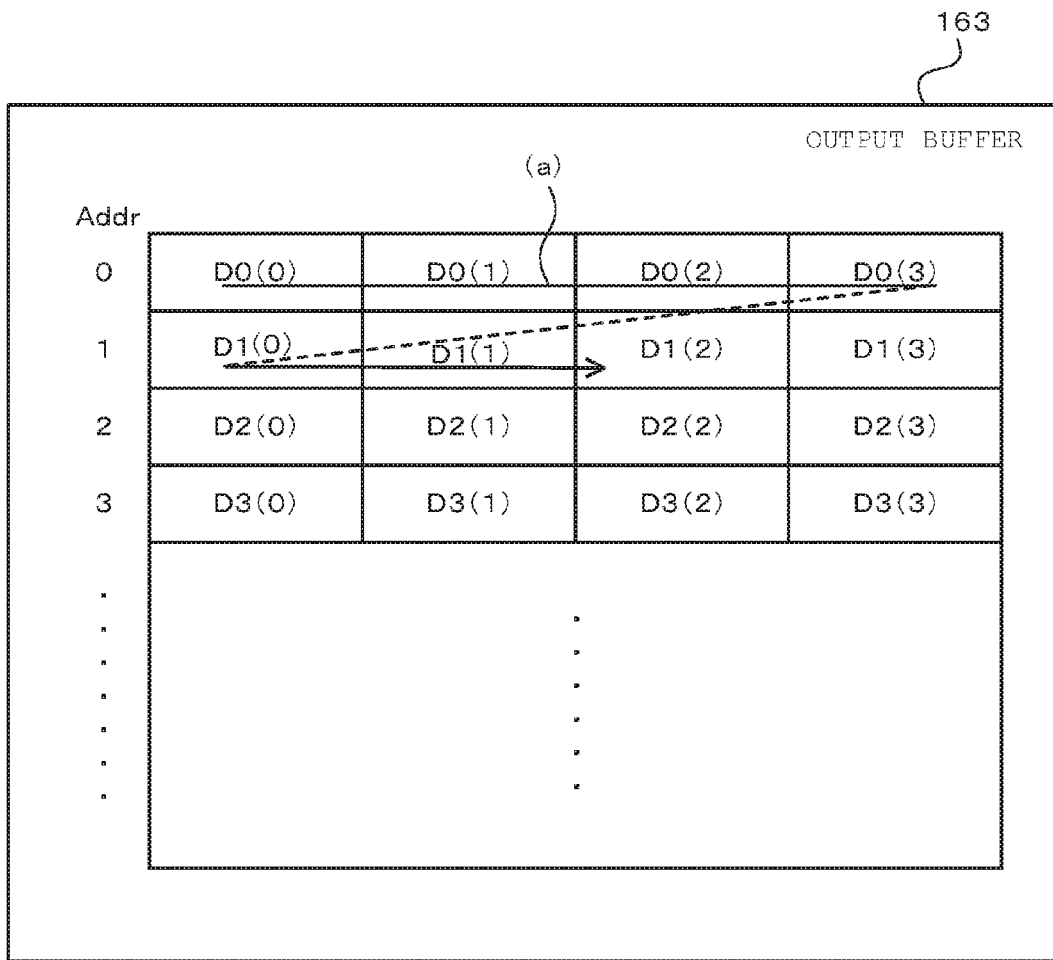 163
OUTPUT BUFFER
(a)
Addr
0 D0(0) D0(1) D0(2) D0(3)
1 D1(0) D1(1) D1(2) D1(3)
2 D2(0) D2(1) D2(2) D2(3)
3 D3(0) D3(1) D3(2) D3(3)